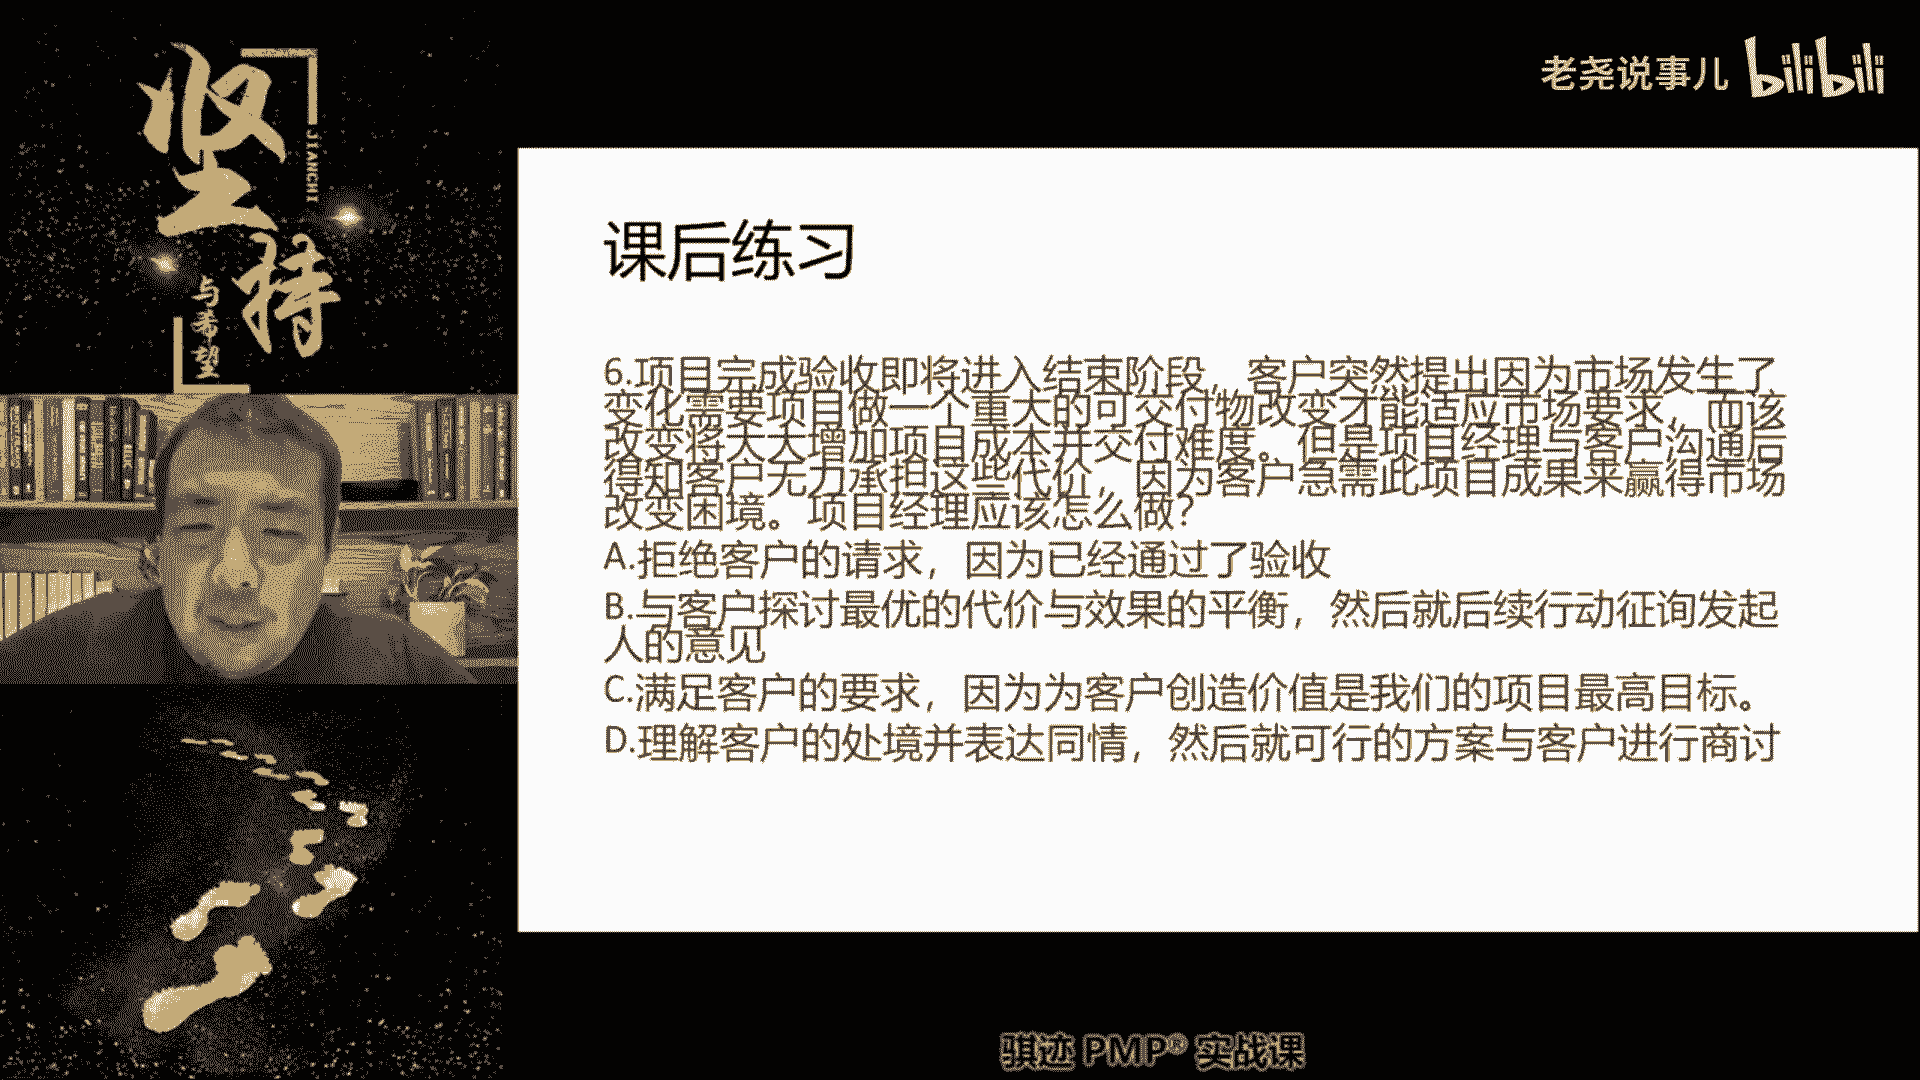 坚持
JIANCHI
与希望
老尧说事儿 bilibili
课后练习
6.项目完成验收即将进入结束阶段，客户突然提出因为市场发生了
变化需要项目做一个重大的可交付物改变才能适应市场要求，而该
改变将大大增加项目成本并交付难度。但是项目经理与客户沟通后
得知客户无力承担这些代价，因为客户急需此项目成果来赢得市场
改变困境。项目经理应该怎么做?
A.拒绝客户的请求，因为已经通过了验收
B.与客户探讨最优的代价与效果的平衡，然后就后续行动征询发起
人的意见
C.满足客户的要求，因为为客户创造价值是我们的项目最高目标。
D.理解客户的处境并表达同情，然后就可行的方案与客户进行商讨
骐迹 PMP® 实战课